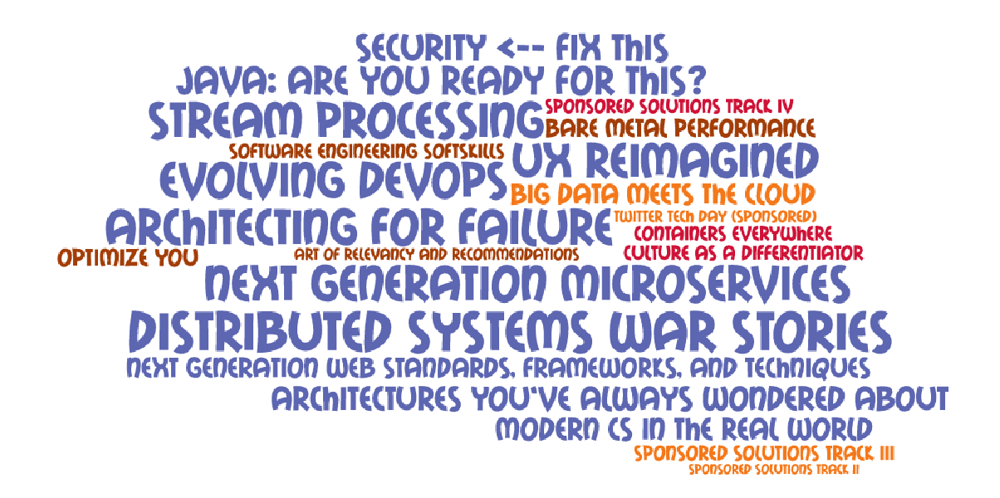 SECURITY <-- FIX THIS
JAVA: ARE YOU READY FOR THIS?
STREAM PROCESSING
SPONSORED SOLUTIONS TRACK IV
BARE METAL PERFORMANCE
SOFTWARE ENGINEERING SOFTSKILLS
UX REIMAGINED
EVOLVING DEVOPS
BIG DATA MEETS THE CLOUD
ARCHITECTING FOR FAILURE
TWITTER TECH DAY (SPONSORED)
CONTAINERS EVERYWHERE
OPTIMIZE YOU
ART OF RELEVANCY AND RECOMMENDATIONS
CULTURE AS A DIFFERENTIATOR
NEXT GENERATION MICROSERVICES
DISTRIBUTED SYSTEMS WAR STORIES
NEXT GENERATION WEB STANDARDS, FRAMEWORKS, AND TECHNIQUES
ARCHITECTURES YOU'VE ALWAYS WONDERED ABOUT
MODERN CS IN THE REAL WORLD
SPONSORED SOLUTIONS TRACK III
SPONSORED SOLUTIONS TRACK II